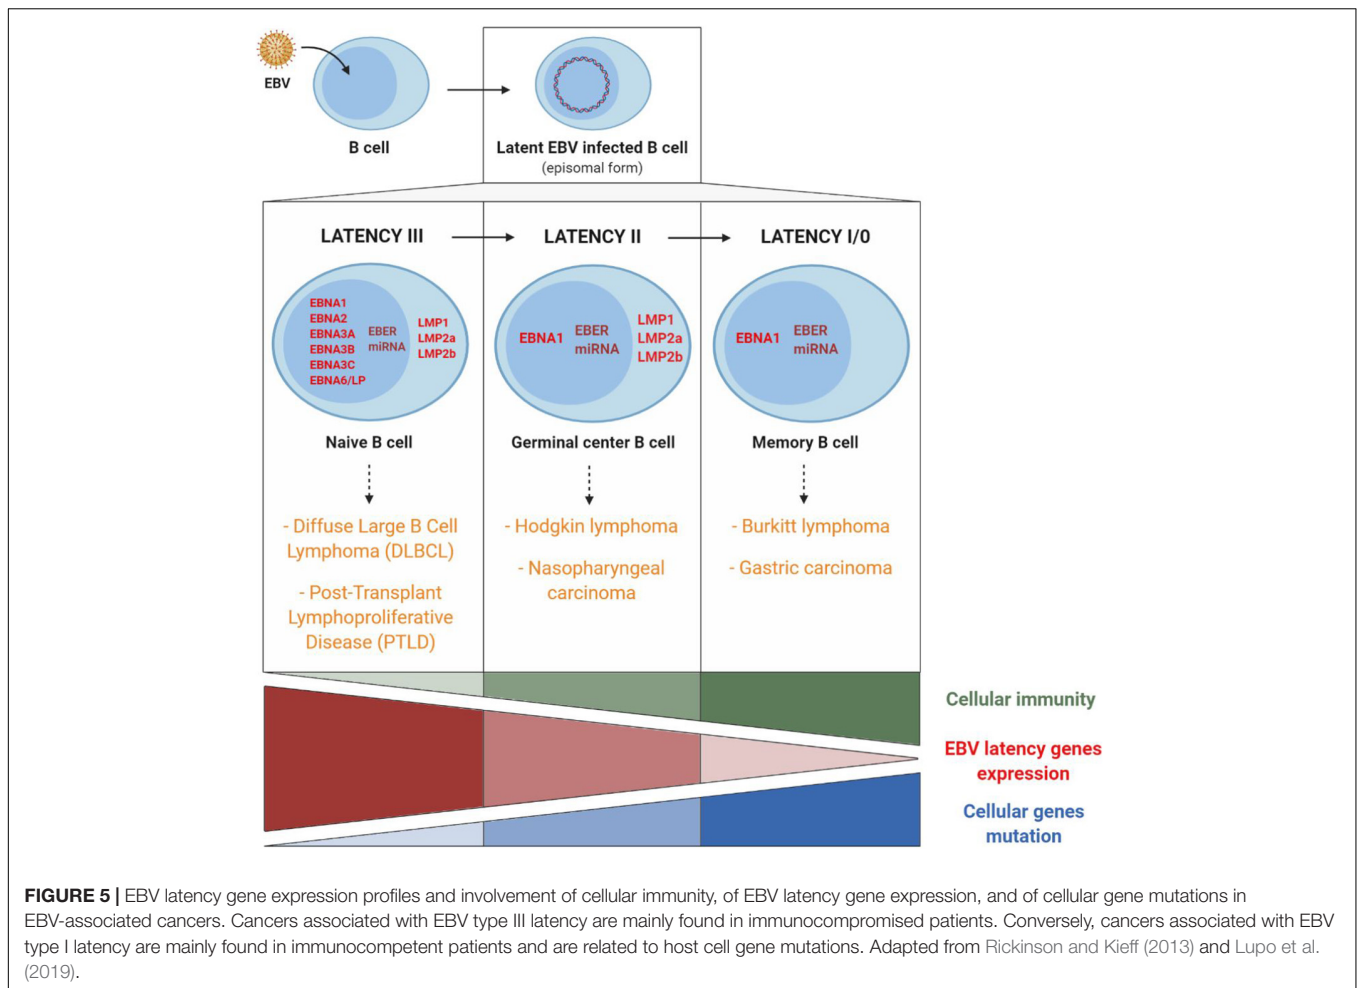 EBV
B cell
Latent EBV infected B cell
(episomal form)
LATENCY III
LATENCY II
LATENCY I/0
EBNA1
EBNA2
EBNA3A
EBNA3B
EBNA3C
EBNA6/LP
EBER
miRNA
LMP1
LMP2a
LMP2b
EBNA1
EBER
miRNA
LMP1
LMP2a
LMP2b
EBNA1
EBER
miRNA
Naive B cell
Germinal center B cell
Memory B cell
- Diffuse Large B Cell
Lymphoma (DLBCL)
- Post-Transplant
Lymphoproliferative
Disease (PTLD)
- Hodgkin lymphoma
- Nasopharyngeal
carcinoma
- Burkitt lymphoma
- Gastric carcinoma
Cellular immunity
EBV latency genes
expression
Cellular genes
mutation
FIGURE 5 | EBV latency gene expression profiles and involvement of cellular immunity, of EBV latency gene expression, and of cellular gene mutations in
EBV-associated cancers. Cancers associated with EBV type III latency are mainly found in immunocompromised patients. Conversely, cancers associated with EBV
type I latency are mainly found in immunocompetent patients and are related to host cell gene mutations. Adapted from Rickinson and Kieff (2013) and Lupo et al.
(2019).